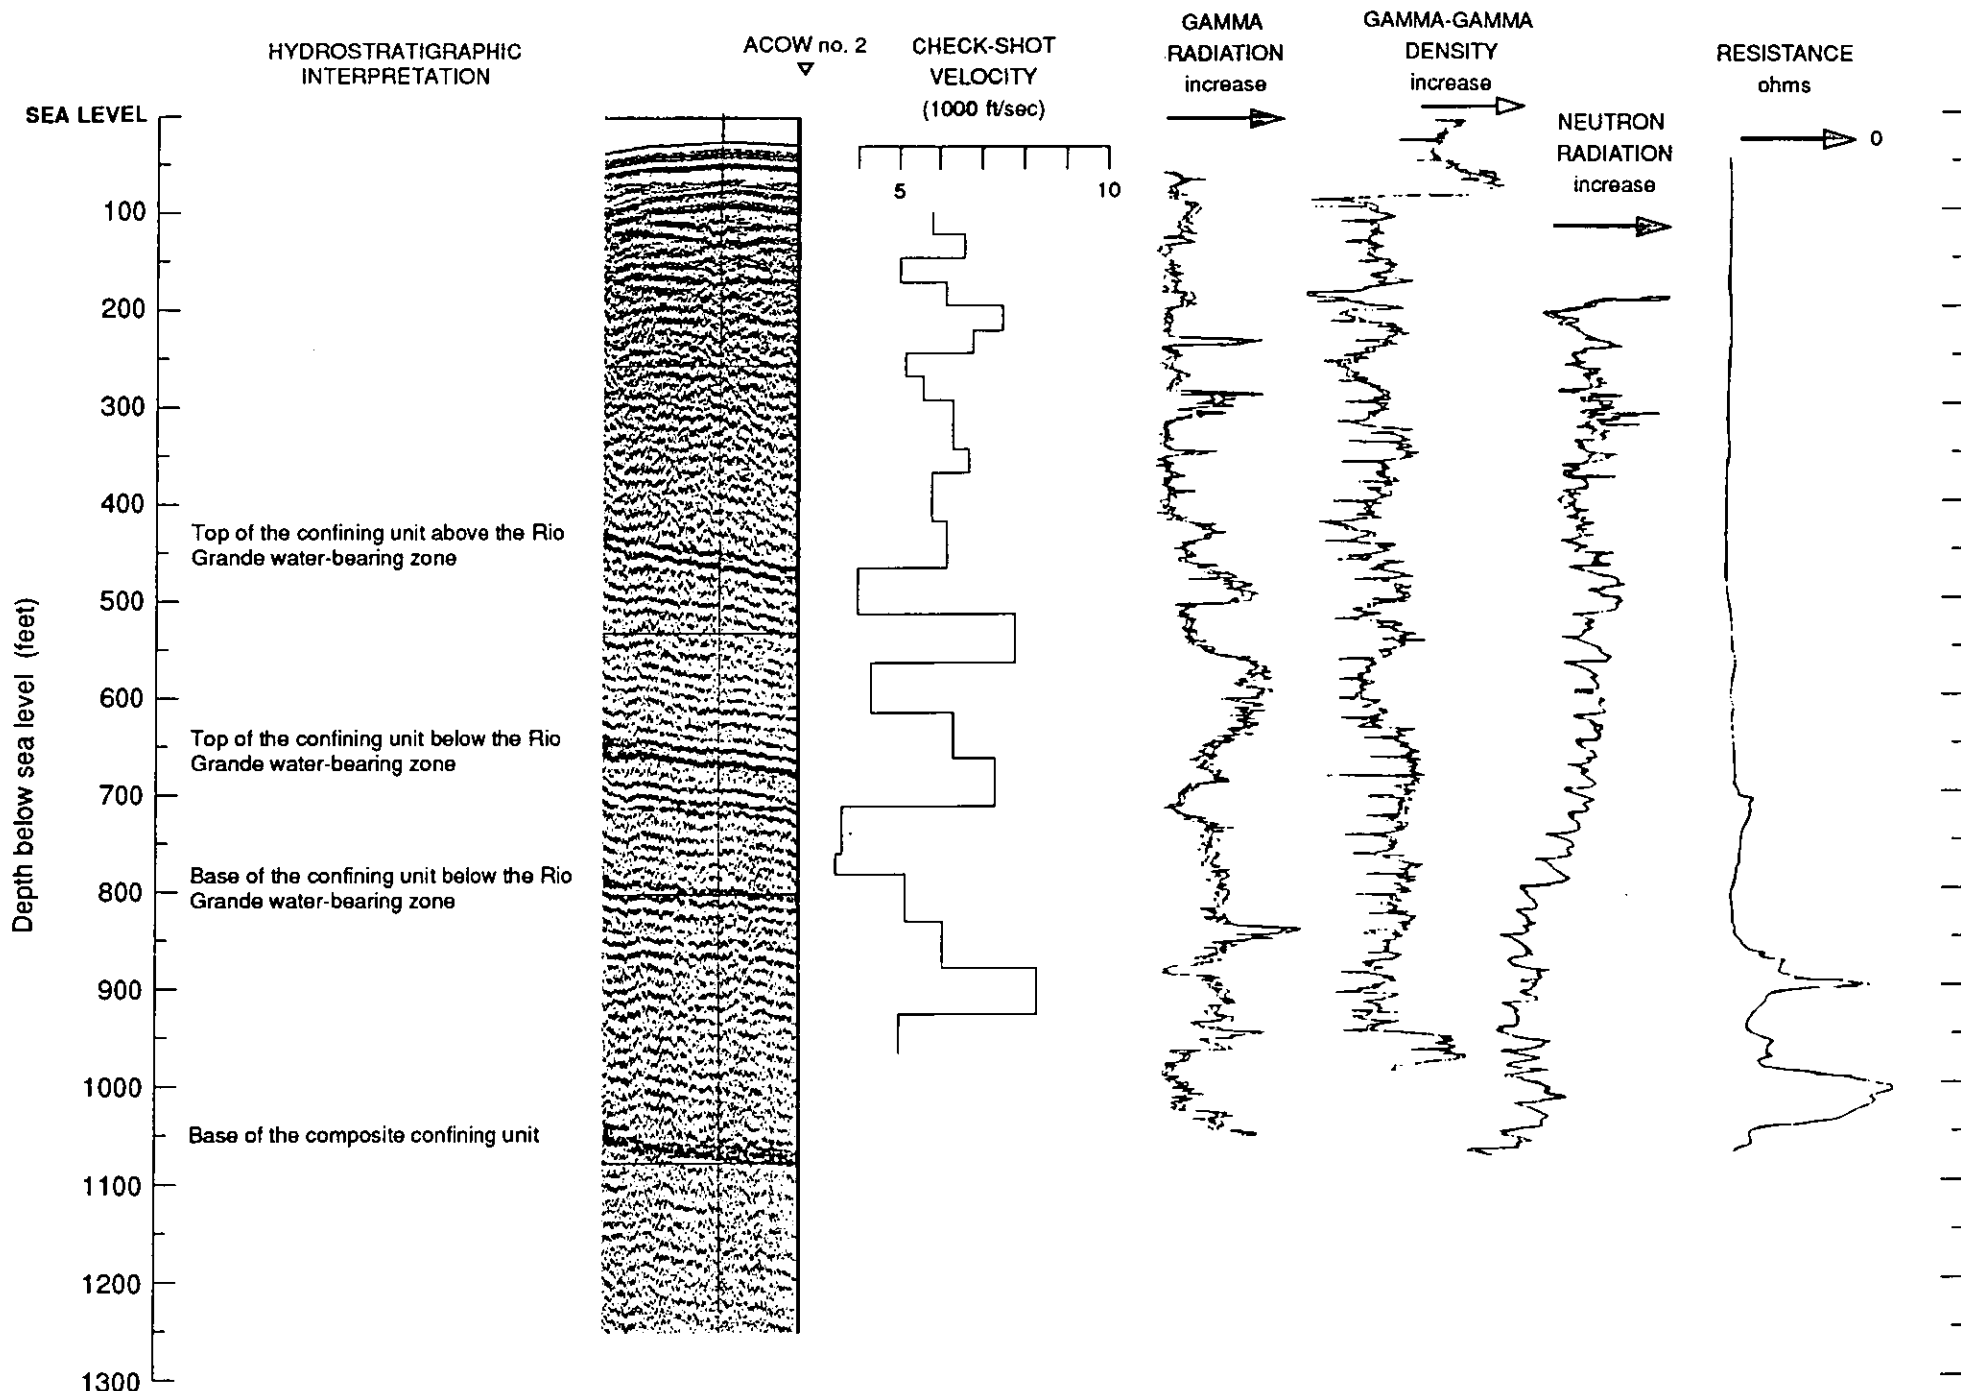 HYDROSTRATIGRAPHIC
INTERPRETATION
ACOW no. 2
CHECK-SHOT
VELOCITY
(1000 ft/sec)
GAMMA
RADIATION
increase
GAMMA-GAMMA
DENSITY
increase
NEUTRON
RADIATION
increase
RESISTANCE
ohms
0
5
10
SEA LEVEL
100
200
300
400
500
600
700
800
900
1000
1100
1200
1300
Depth below sea level (feet)
Top of the confining unit above the Rio
Grande water-bearing zone
Top of the confining unit below the Rio
Grande water-bearing zone
Base of the confining unit below the Rio
Grande water-bearing zone
Base of the composite confining unit